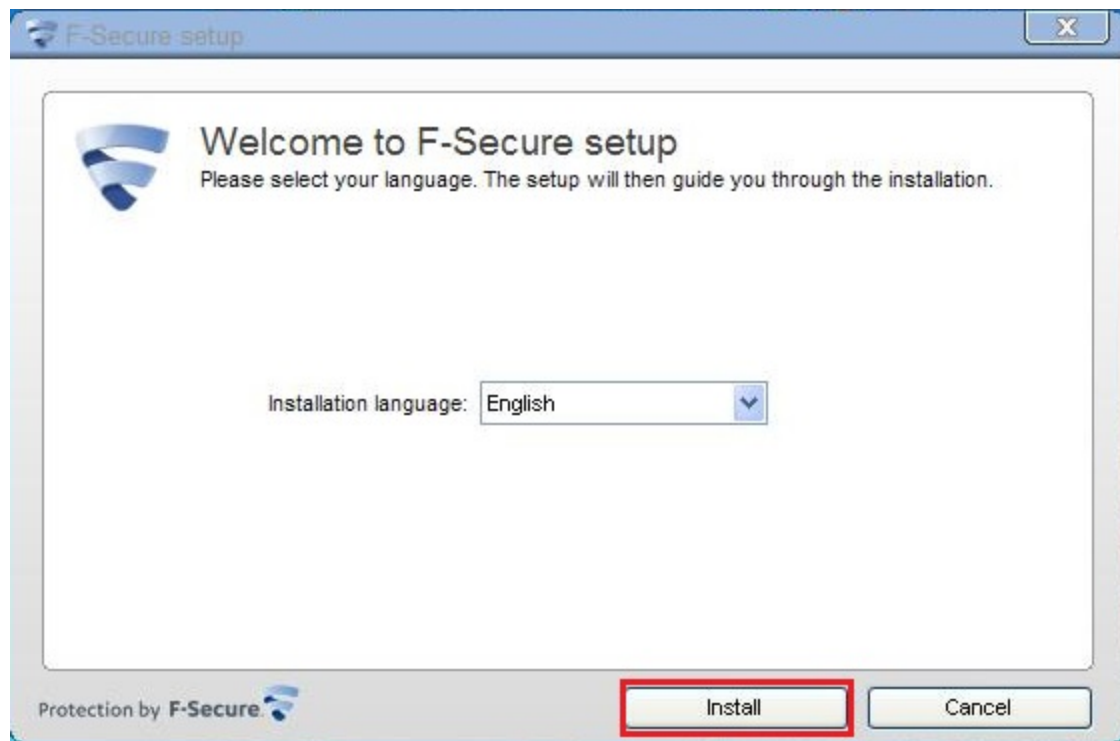 F-Secure setup
X
Welcome to F-Secure setup
Please select your language. The setup will then guide you through the installation.
Installation language: English
Protection by F-Secure.
Install
Cancel